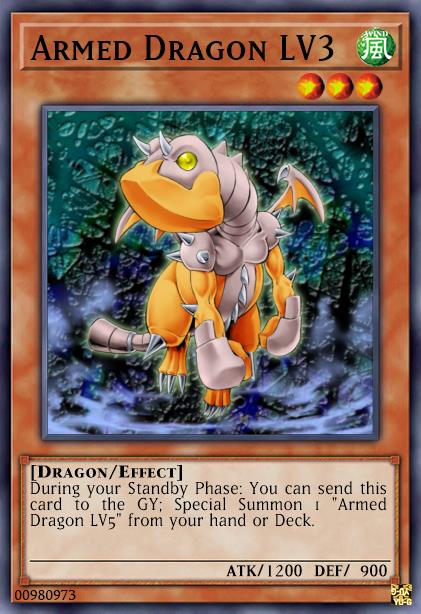 Armed Dragon LV3
WIND
風
[Dragon/Effect]
During your Standby Phase: You can send this
card to the GY; Special Summon 1 "Armed
Dragon LV5" from your hand or Deck.
ATK/1200 DEF/ 900
00980973